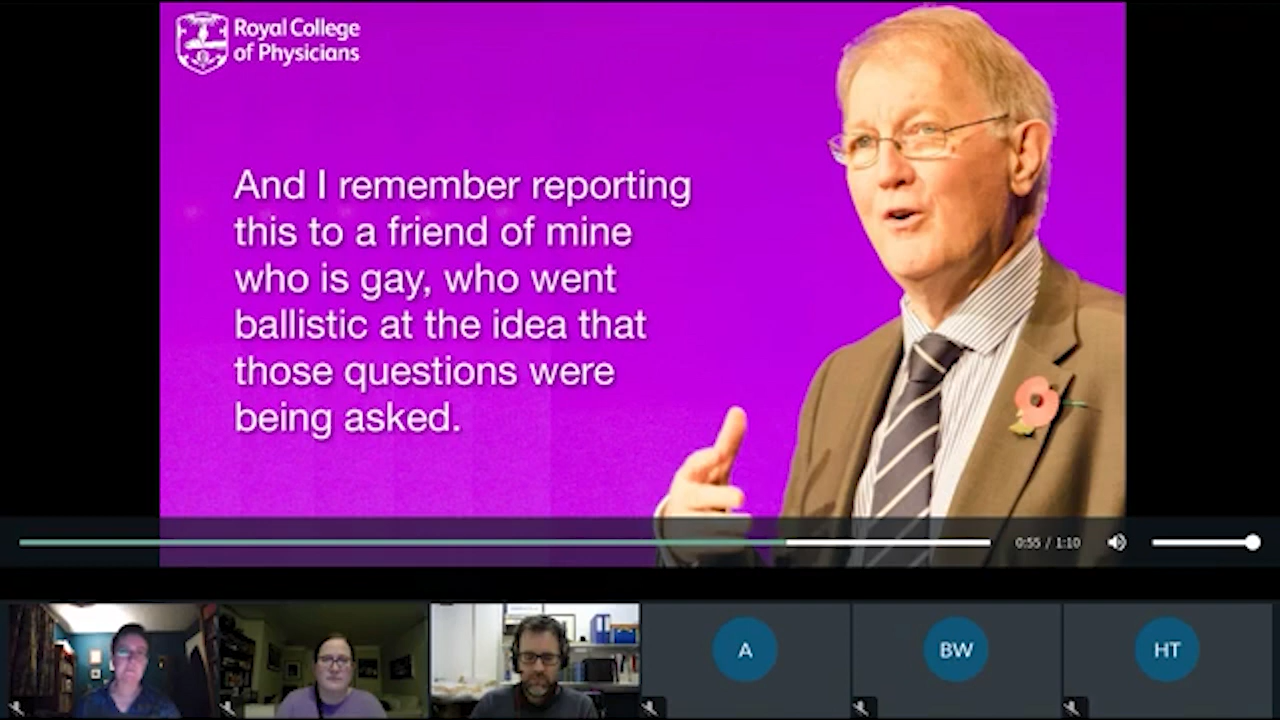 Royal College
of Physicians
And I remember reporting
this to a friend of mine
who is gay, who went
ballistic at the idea that
those questions were
being asked.
0:55 / 1:10
A
BW
HT